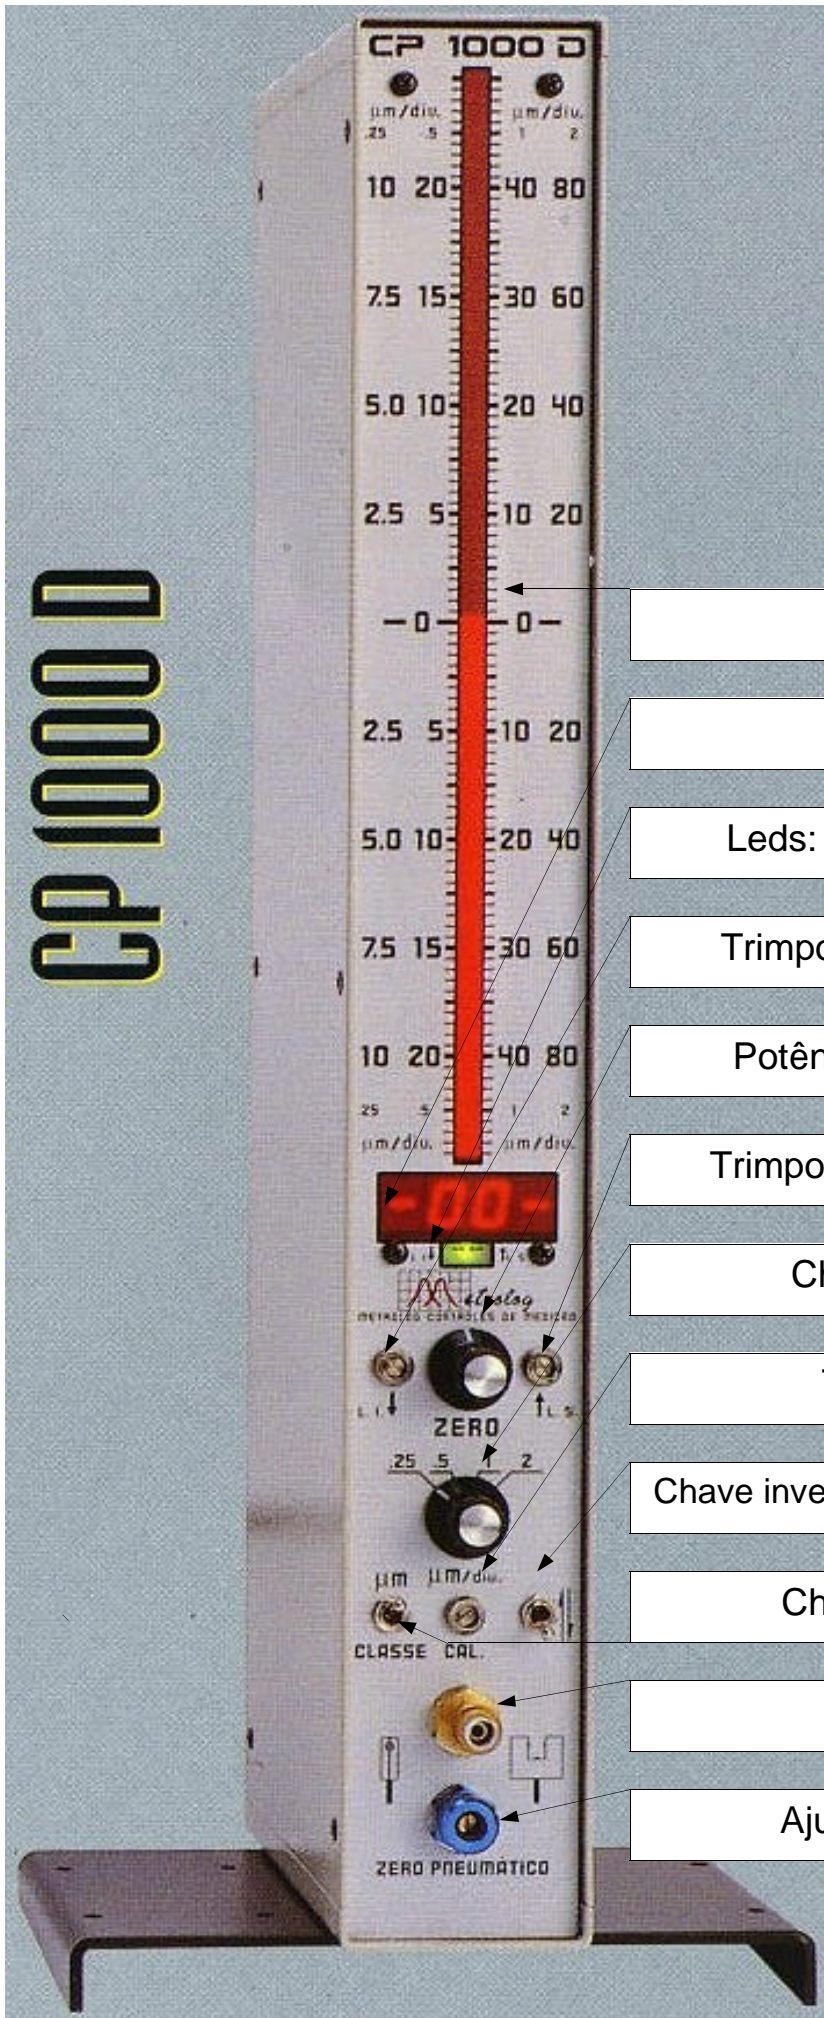 CP 1000 D
µm/div. µm/div.
.25 .5 1 2
10 20 40 80
7.5 15 30 60
5.0 10 20 40
2.5 5 10 20
0 0
2.5 5 10 20
5.0 10 20 40
7.5 15 30 60
10 20 40 80
.25 .5 1 2
µm/div. µm/div.
-00-
L.I.↓ ↑L.S.
Metrolog
METROLOG CONTROLES DE MEDIÇÃO
L.I.↓ ↑L.S.
ZERO
.25 .5 1 2
µm µm/div.
CLASSE CAL.
ZERO PNEUMÁTICO
CP 1000 D
Leds:
Trimpo
Potên
Trimpo
Ch
Chave inve
Ch
Aju